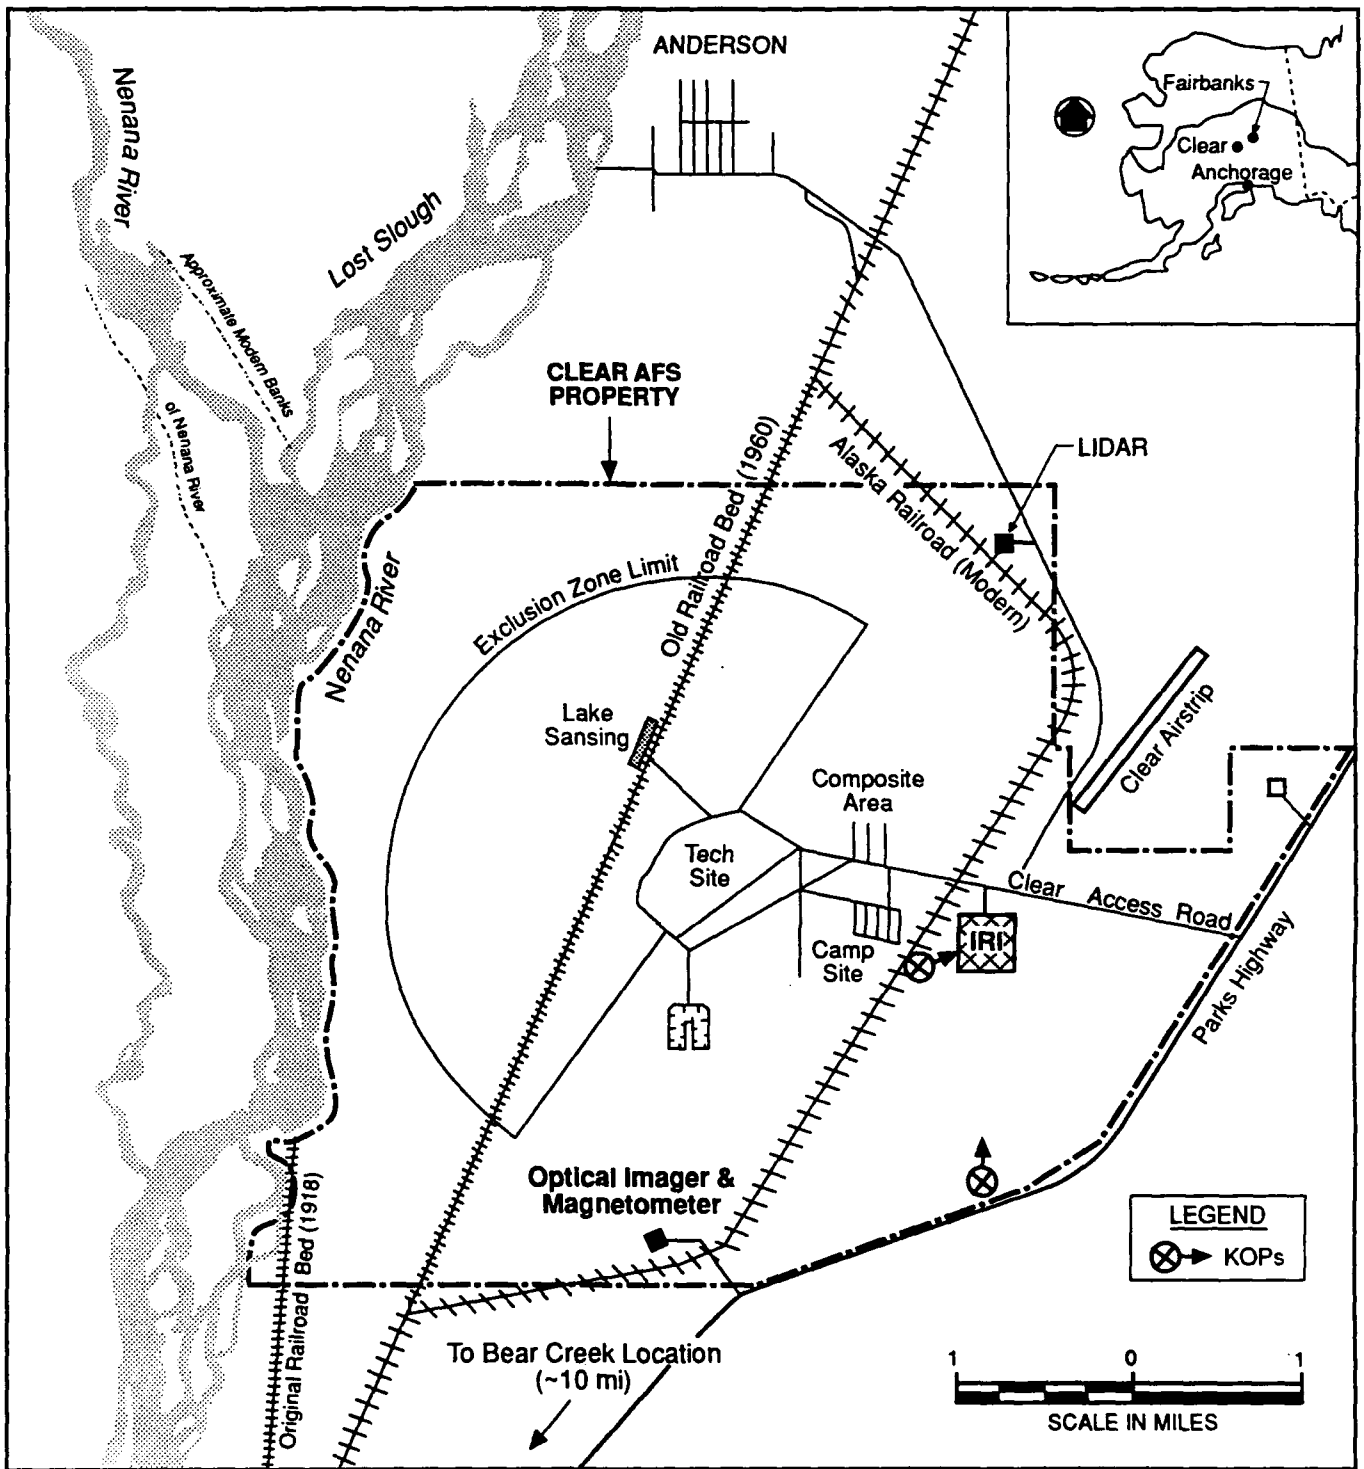 ANDERSON
Fairbanks
Clear
Anchorage
Nenana River
Lost Slough
Approximate Modern Banks
of Nenana River
CLEAR AFS
PROPERTY
Old Railroad Bed (1960)
Alaska Railroad (Modern)
LIDAR
Exclusion Zone Limit
Nenana River
Lake
Sansing
Clear Airstrip
Composite
Area
Tech
Site
Clear Access Road
IRI
Camp
Site
Parks Highway
Optical Imager &
Magnetometer
Original Railroad Bed (1918)
LEGEND
KOPs
To Bear Creek Location
(~10 mi)
1 0 1
SCALE IN MILES